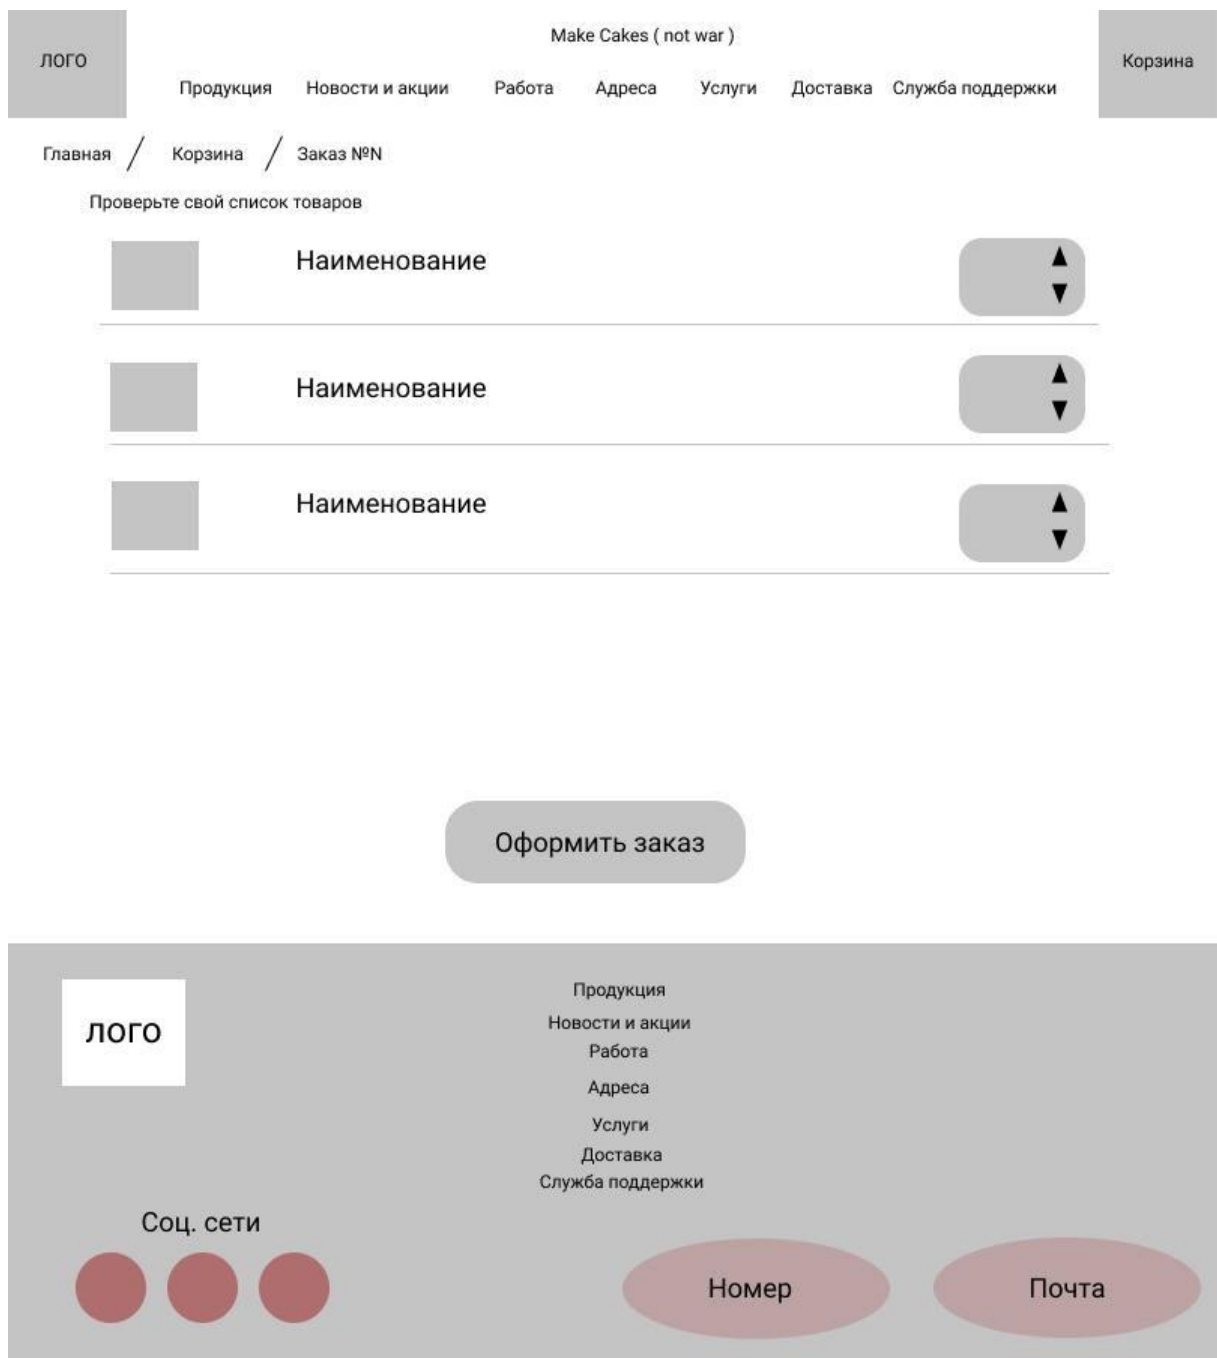 Make Cakes ( not war )
ЛОГО
Корзина
Продукция Новости и акции Работа Адреса Услуги Доставка Служба поддержки
Главная / Корзина / Заказ №N
Проверьте свой список товаров
Наименование
Наименование
Наименование
Оформить заказ
ЛОГО
Продукция
Новости и акции
Работа
Адреса
Услуги
Доставка
Служба поддержки
Соц. сети
Номер
Почта